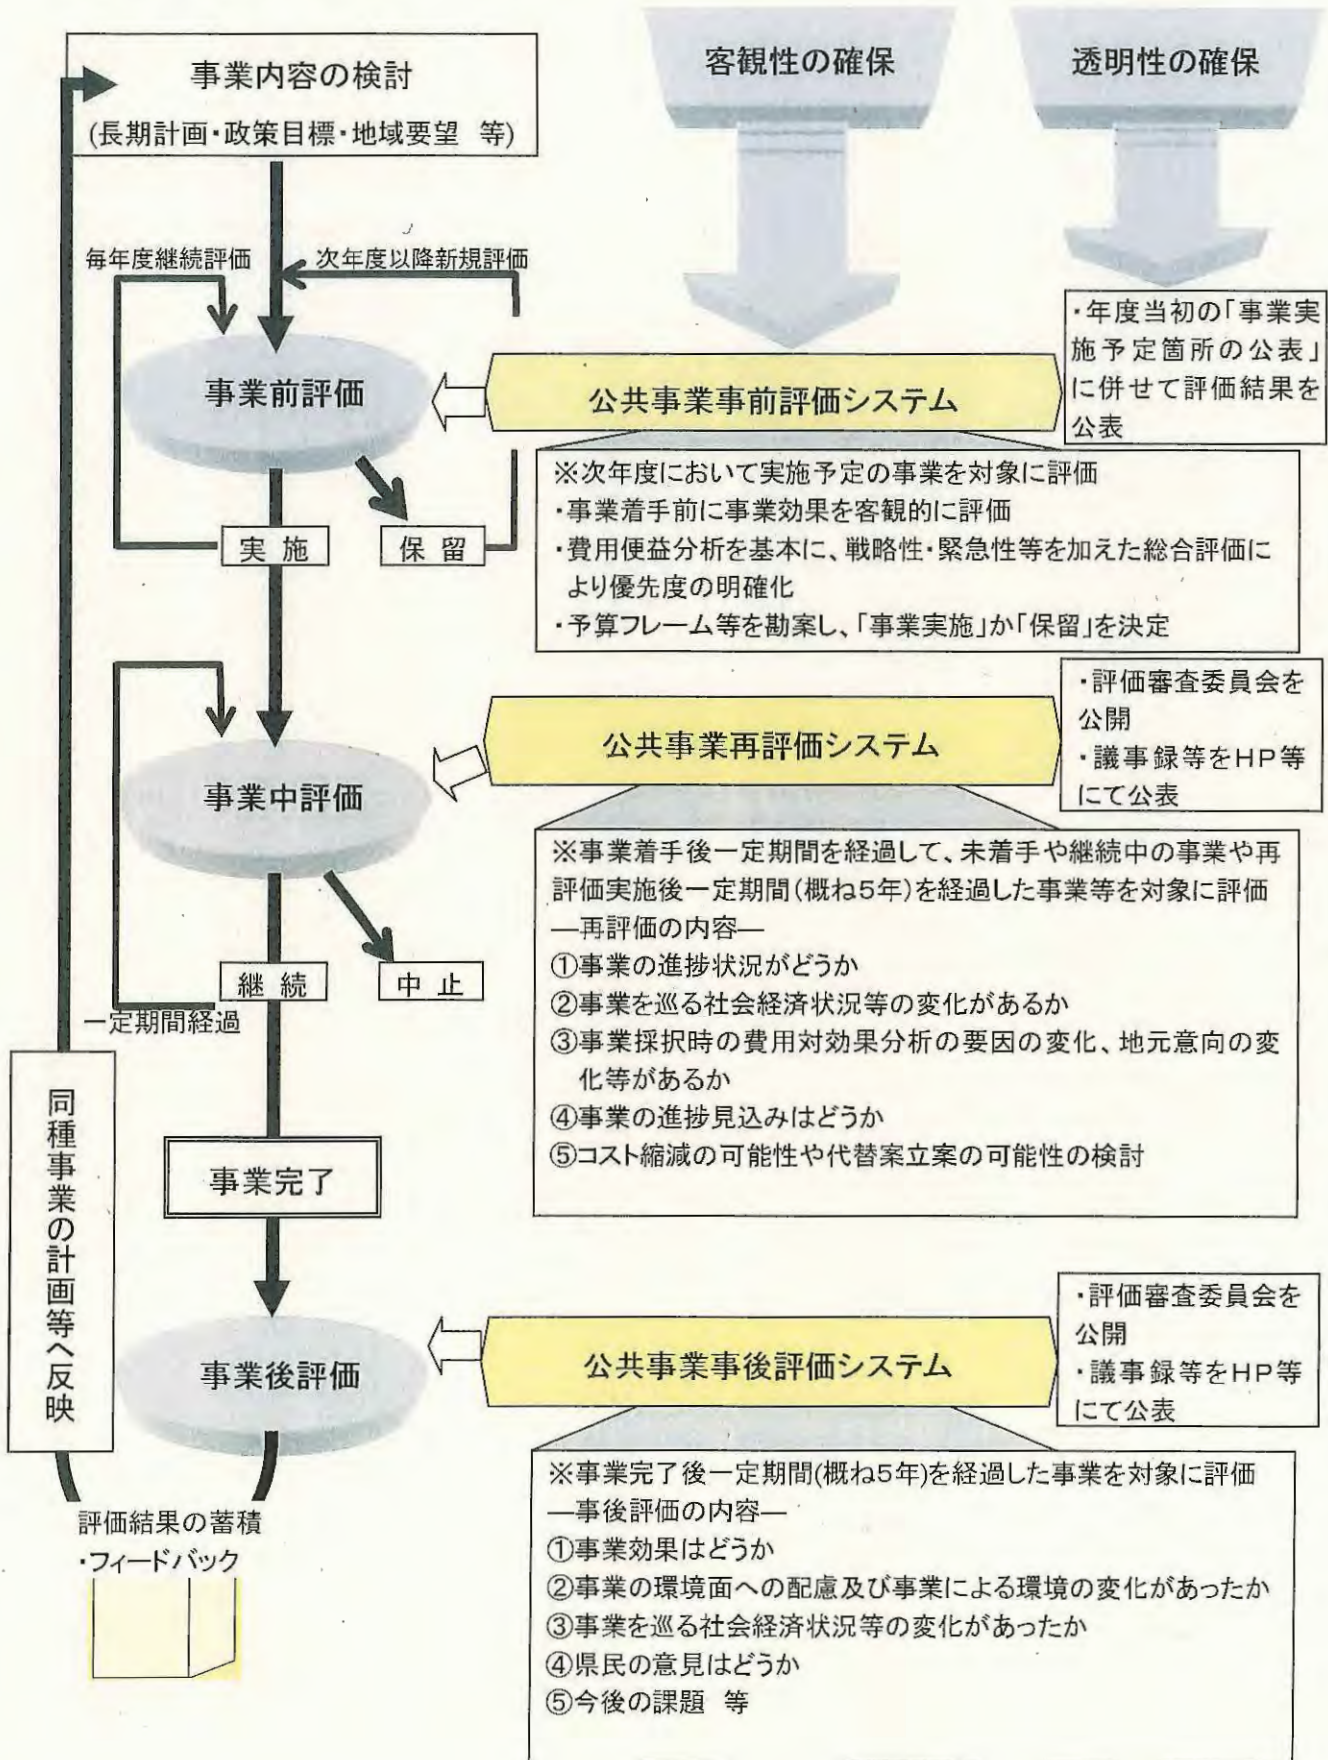 事業内容の検討
(長期計画・政策目標・地域要望　等)
客観性の確保
透明性の確保
毎年度継続評価
次年度以降新規評価
事業前評価
公共事業事前評価システム
・年度当初の「事業実
施予定箇所の公表」
に併せて評価結果を
公表
実 施
保 留
※次年度において実施予定の事業を対象に評価
・事業着手前に事業効果を客観的に評価
・費用便益分析を基本に、戦略性・緊急性等を加えた総合評価に
より優先度の明確化
・予算フレーム等を勘案し、「事業実施」か「保留」を決定
事業中評価
公共事業再評価システム
・評価審査委員会を
公開
・議事録等をHP等
にて公表
継 続
中 止
一定期間経過
※事業着手後一定期間を経過して、未着手や継続中の事業や再
評価実施後一定期間(概ね5年)を経過した事業等を対象に評価
―再評価の内容―
①事業の進捗状況がどうか
②事業を巡る社会経済状況等の変化があるか
③事業採択時の費用対効果分析の要因の変化、地元意向の変
化等があるか
④事業の進捗見込みはどうか
⑤コスト縮減の可能性や代替案立案の可能性の検討
事業完了
同種事業の計画等へ反映
事業後評価
公共事業事後評価システム
・評価審査委員会を
公開
・議事録等をHP等
にて公表
※事業完了後一定期間(概ね5年)を経過した事業を対象に評価
―事後評価の内容―
①事業効果はどうか
②事業の環境面への配慮及び事業による環境の変化があったか
③事業を巡る社会経済状況等の変化があったか
④県民の意見はどうか
⑤今後の課題　等
評価結果の蓄積
・フィードバック